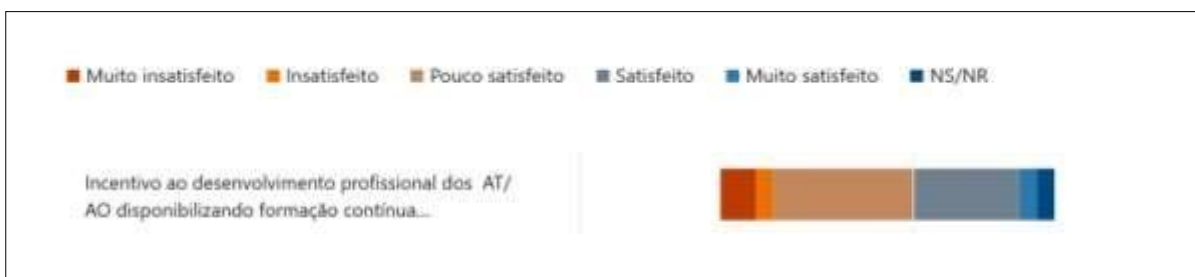 Muito insatisfeito Insatisfeito Pouco satisfeito Satisfeito Muito satisfeito NS/NR
Incentivo ao desenvolvimento profissional dos AT/
AO disponibilizando formação contínua...